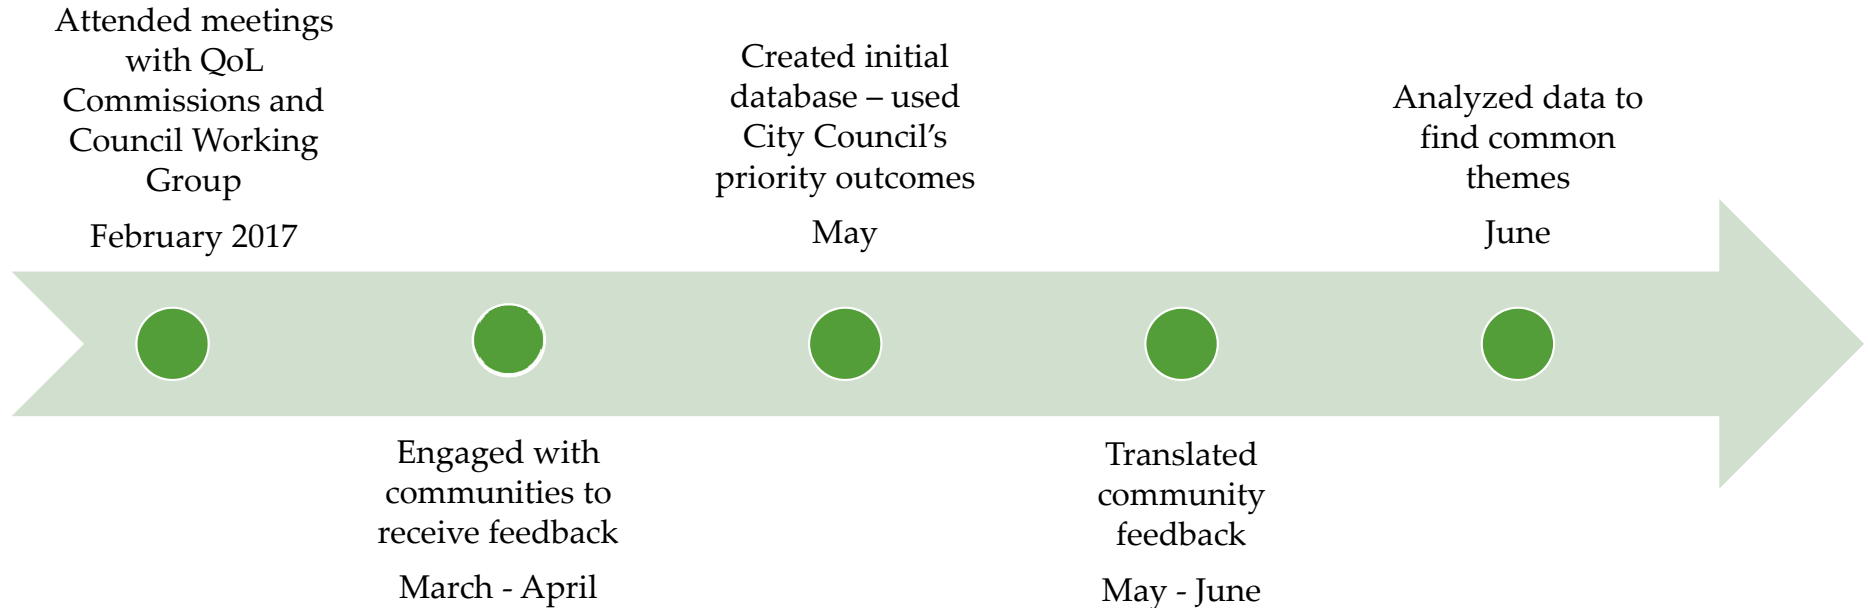 Attended meetings
with QoL
Commissions and
Council Working
Group
February 2017
Engaged with
communities to
receive feedback
March - April
Created initial
database – used
City Council’s
priority outcomes
May
Translated
community
feedback
May - June
Analyzed data to
find common
themes
June